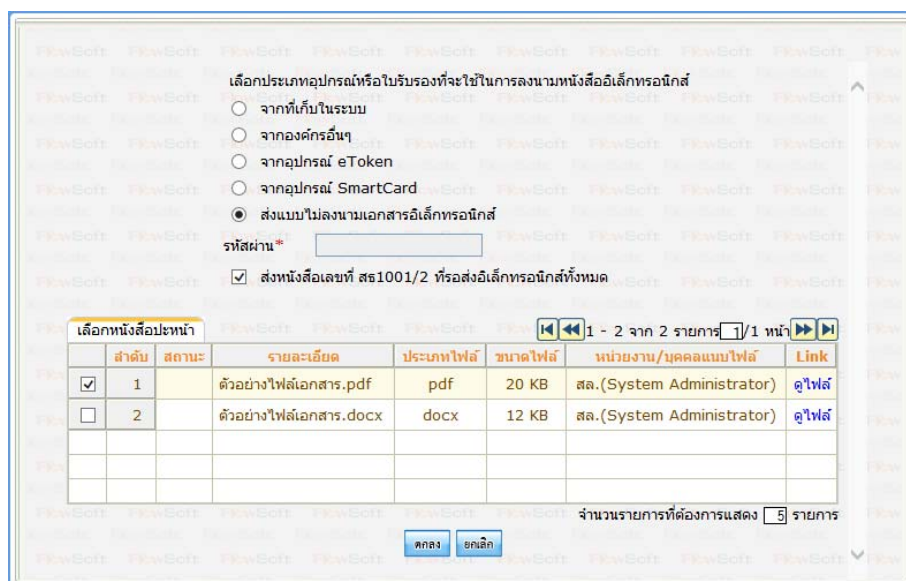 เลือกประเภทอุปกรณ์หรือใบรับรองที่จะใช้ในการลงนามหนังสืออิเล็กทรอนิกส์
จากที่เก็บในระบบ
จากองค์กรอื่นๆ
จากอุปกรณ์ eToken
จากอุปกรณ์ SmartCard
ส่งแบบไม่ลงนามเอกสารอิเล็กทรอนิกส์
รหัสผ่าน*
ส่งหนังสือเลขที่ สธ1001/2 ที่รอส่งอิเล็กทรอนิกส์ทั้งหมด
เลือกหนังสือปะหน้า 1 - 2 จาก 2 รายการ 1/1 หน้า
ลำดับ สถานะ รายละเอียด ประเภทไฟล์ ขนาดไฟล์ หน่วยงาน/บุคคลแนบไฟล์ Link
1 ตัวอย่างไฟล์เอกสาร.pdf pdf 20 KB สล.(System Administrator) ดูไฟล์
2 ตัวอย่างไฟล์เอกสาร.docx docx 12 KB สล.(System Administrator) ดูไฟล์
จำนวนรายการที่ต้องการแสดง 5 รายการ
ตกลง ยกเลิก